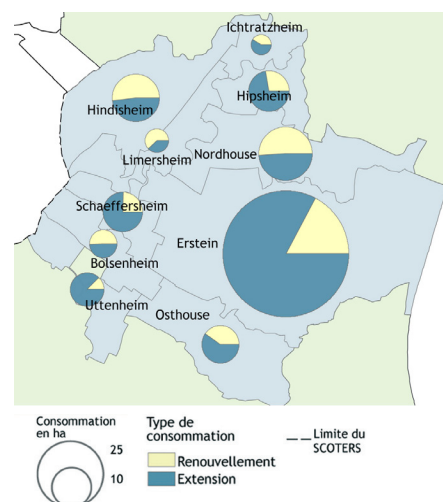 Ichtratzheim
Hipsheim
Hindisheim
Limersheim
Nordhouse
Schaeffersheim
Erstein
Bolsenheim
Uttenheim
Osthouse
Consommation
en ha
25
10
Type de
consommation
Renouvellement
Extension
Limite du
SCOTERS